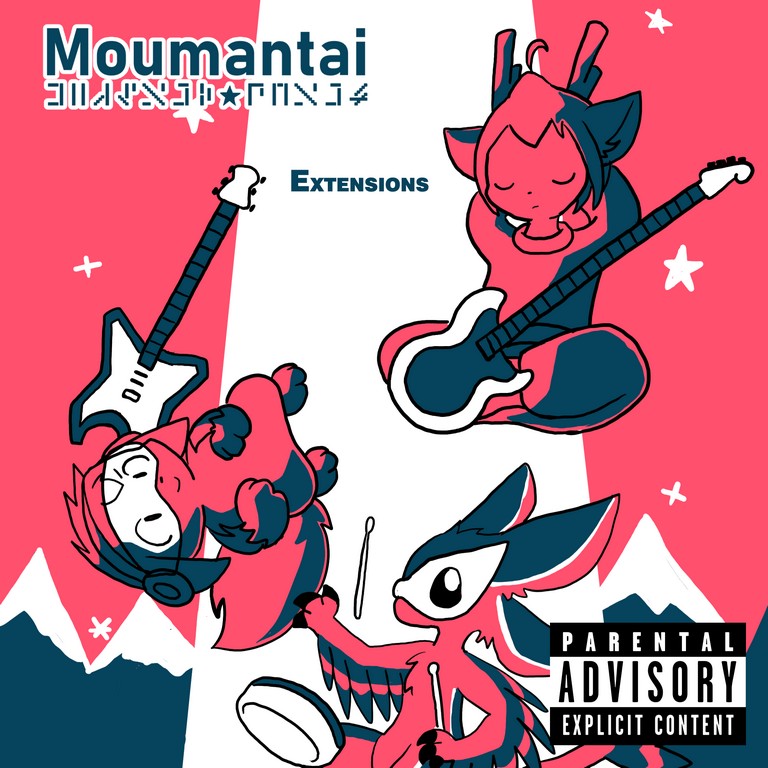 Moumantai
Extensions
PARENTAL
ADVISORY
EXPLICIT CONTENT